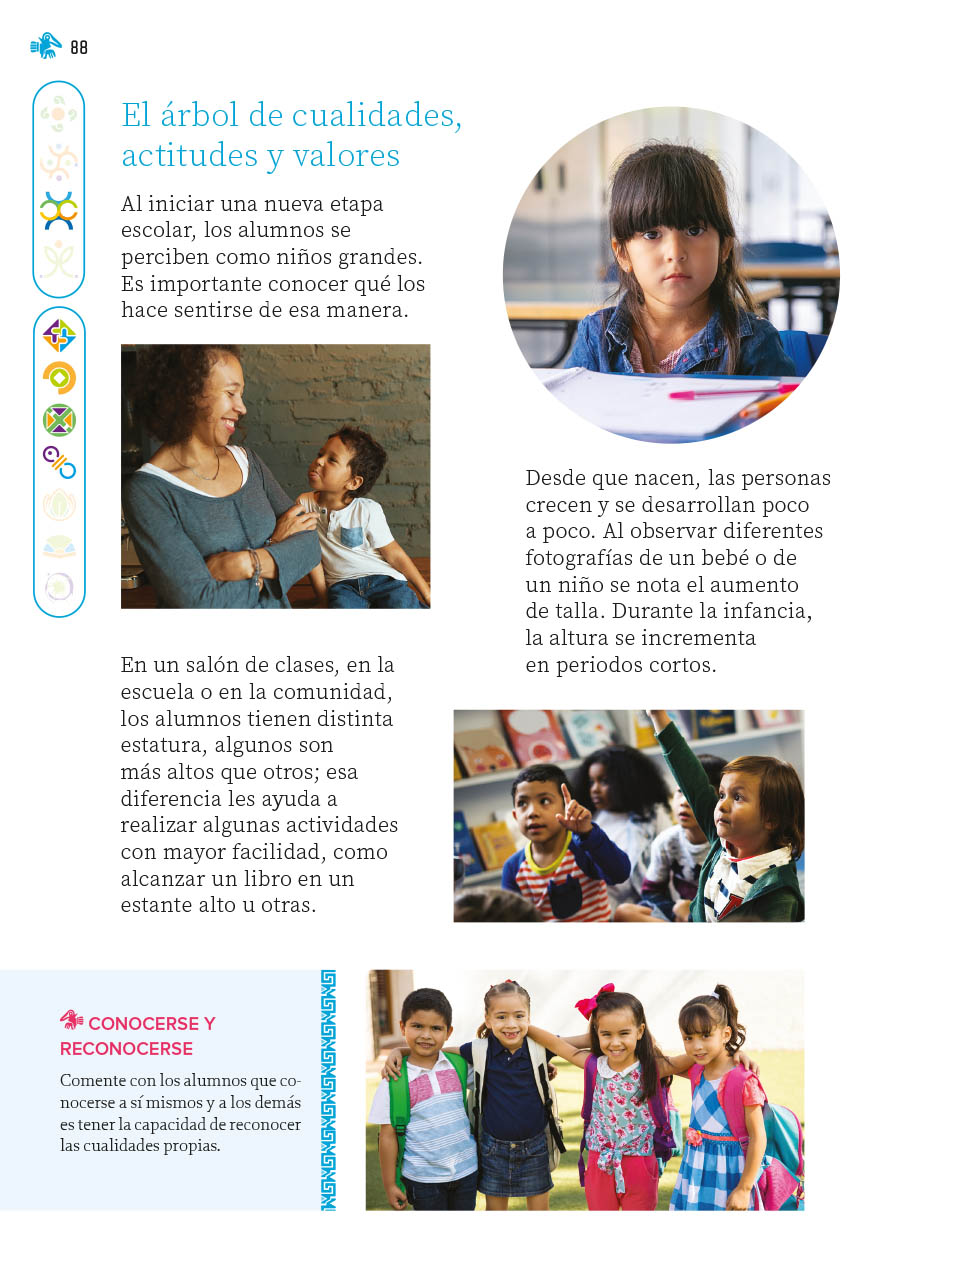 88
El árbol de cualidades,
actitudes y valores
Al iniciar una nueva etapa
escolar, los alumnos se
perciben como niños grandes.
Es importante conocer qué los
hace sentirse de esa manera.
Desde que nacen, las personas
crecen y se desarrollan poco
a poco. Al observar diferentes
fotografías de un bebé o de
un niño se nota el aumento
de talla. Durante la infancia,
la altura se incrementa
en periodos cortos.
En un salón de clases, en la
escuela o en la comunidad,
los alumnos tienen distinta
estatura, algunos son
más altos que otros; esa
diferencia les ayuda a
realizar algunas actividades
con mayor facilidad, como
alcanzar un libro en un
estante alto u otras.
CONOCERSE Y
RECONOCERSE
Comente con los alumnos que co-
nocerse a sí mismos y a los demás
es tener la capacidad de reconocer
las cualidades propias.